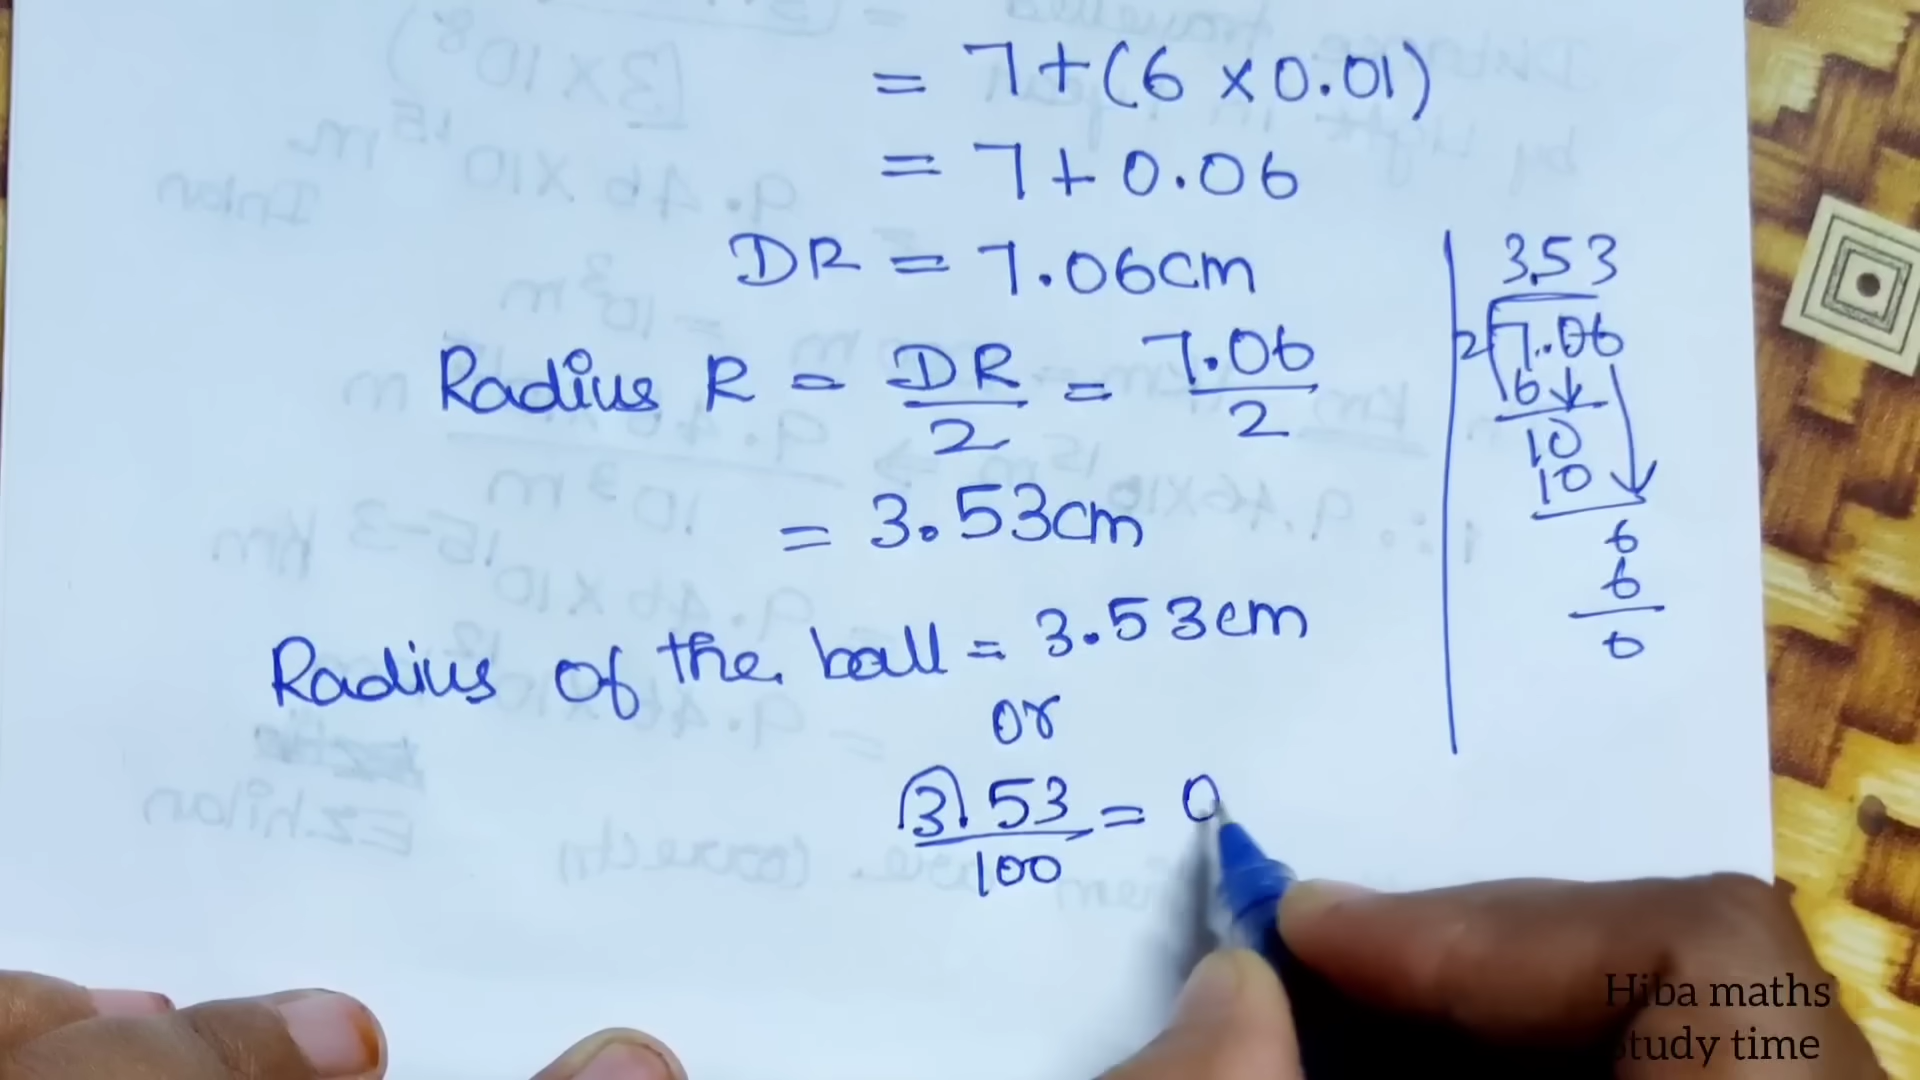 = 7+(6 ×0.01)
= 7+0.06
DR = 7.06cm
Radius R = DR/2 = 7.06/2
= 3.53cm
Radius of the ball = 3.53cm
or
3.53/100 = 0
3.53
2 7.06
6
10
10
6
6
0
Hiba maths
study time